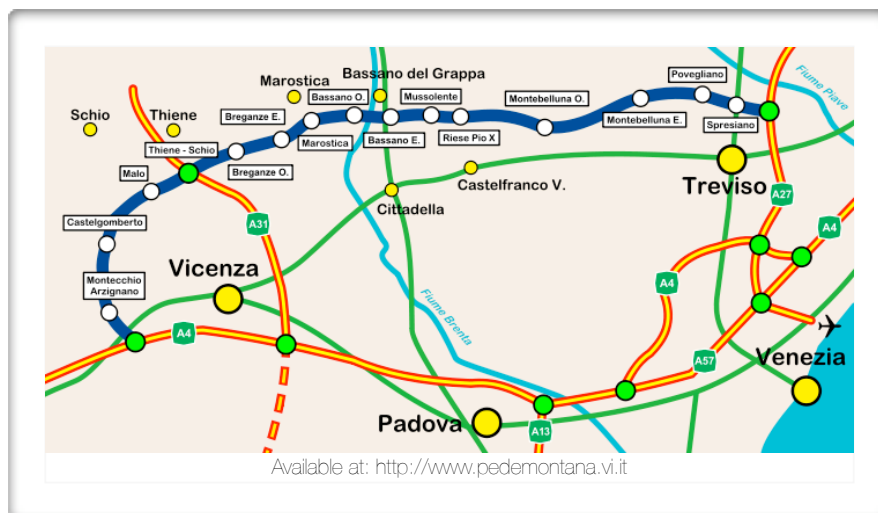 Povegliano
Bassano del Grappa
Marostica
Fiume Piave
Bassano O.
Mussolente
Montebelluna O.
Schio
Thiene
Breganze E.
Montebelluna E.
Spresiano
Thiene - Schio
Marostica
Bassano E.
Riese Pio X
Malo
Breganze O.
Castelfranco V.
Treviso
Cittadella
A27
Castelgomberto
A31
A4
Vicenza
Montecchio
Arzignano
A4
Fiume Brenta
A4
A57
Venezia
Padova
A13
Available at: http://www.pedemontana.vi.it